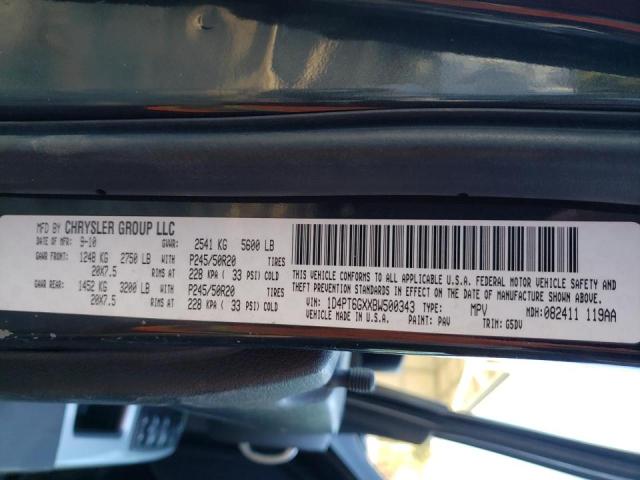 MFD BY CHRYSLER GROUP LLC
DATE OF MFR: 9-10 GVWR: 2541 KG 5600 LB
GAWR FRONT: 1248 KG 2750 LB WITH P245/50R20 TIRES
20X7.5 RIMS AT 228 KPA ( 33 PSI) COLD
GAWR REAR: 1452 KG 3200 LB WITH P245/50R20 TIRES
20X7.5 RIMS AT 228 KPA ( 33 PSI) COLD
THIS VEHICLE CONFORMS TO ALL APPLICABLE U.S.A. FEDERAL MOTOR VEHICLE SAFETY AND
THEFT PREVENTION STANDARDS IN EFFECT ON THE DATE OF MANUFACTURE SHOWN ABOVE.
VIN: 1D4PT6GXXBW500343 TYPE: MPV MDH: 082411 119AA
VEHICLE MADE IN U.S.A. PAINT: PAV TRIM: G5DV